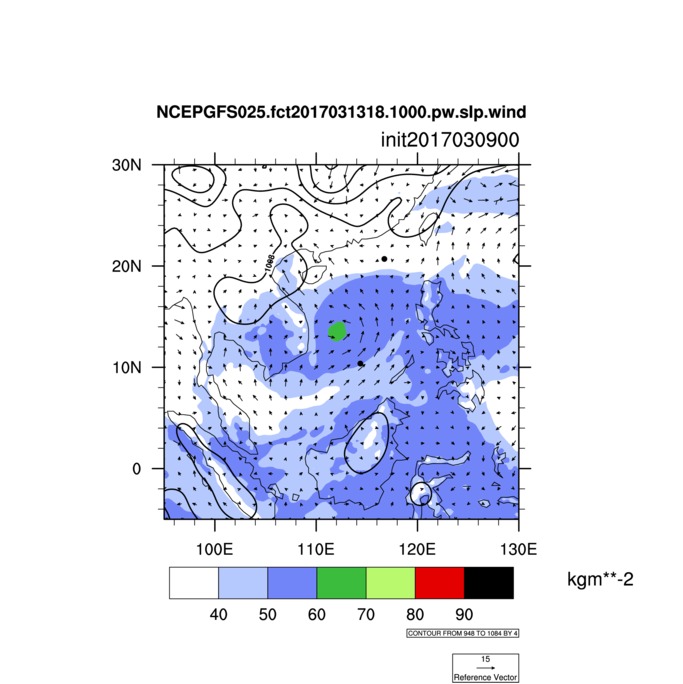 NCEPGFS025.fct2017031318.1000.pw.slp.wind
init2017030900
30N
20N
10N
0
100E
110E
120E
130E
40
50
60
70
80
90
kgm**-2
CONTOUR FROM 948 TO 1084 BY 4
15
Reference Vector